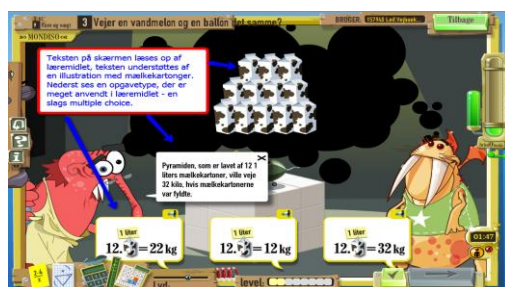 3 Vejer en vandmelon og en ballon det samme?
BRUGER:
Tilbage
MONDISO
Teksten på skærmen læses op af
læremidlet, teksten understøttes af
en illustration med mælkekartonger.
Nederst ses en opgavetype, der er
meget anvendt i læremidlet - en
slags multiple choice.
Pyramiden, som er lavet af 12 1
liters mælkekartoner, ville veje
32 kilo, hvis mælkekartonerne
var fyldte.
1 liter
12. = 22 kg
1 liter
12. = 12 kg
1 liter
12. = 32 kg
01:47
Lyd:
level: